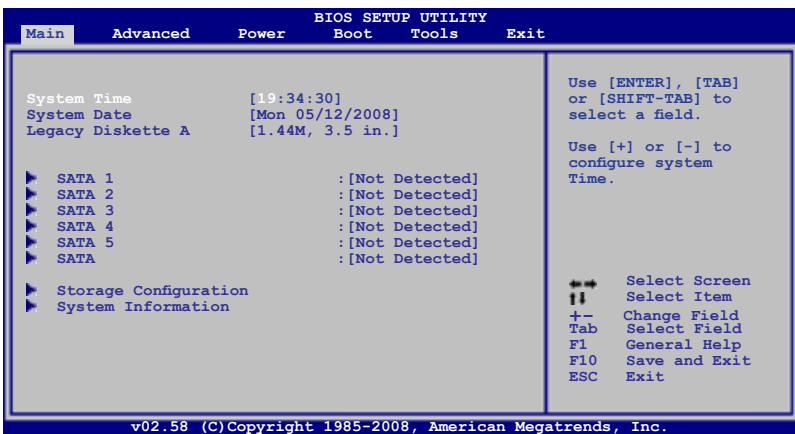 BIOS SETUP UTILITY
Main Advanced Power Boot Tools Exit
System Time [19:34:30]
System Date [Mon 05/12/2008]
Legacy Diskette A [1.44M, 3.5 in.]
SATA 1 :[Not Detected]
SATA 2 :[Not Detected]
SATA 3 :[Not Detected]
SATA 4 :[Not Detected]
SATA 5 :[Not Detected]
SATA :[Not Detected]
Storage Configuration
System Information
Use [ENTER], [TAB]
or [SHIFT-TAB] to
select a field.
Use [+] or [-] to
configure system
Time.
←→ Select Screen
↑↓ Select Item
+- Change Field
Tab Select Field
F1 General Help
F10 Save and Exit
ESC Exit
v02.58 (C)Copyright 1985-2008, American Megatrends, Inc.